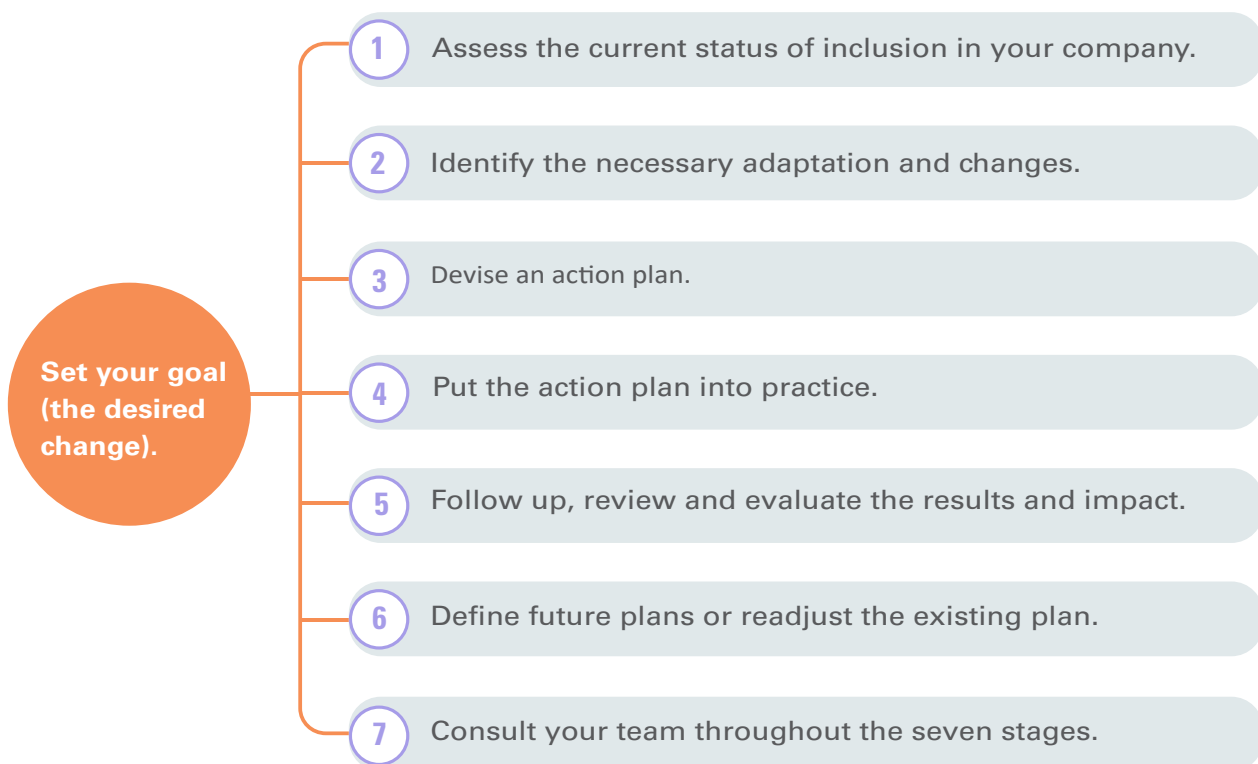 1 Assess the current status of inclusion in your company.
2 Identify the necessary adaptation and changes.
3 Devise an action plan.
Set your goal
(the desired
change).
4 Put the action plan into practice.
5 Follow up, review and evaluate the results and impact.
6 Define future plans or readjust the existing plan.
7 Consult your team throughout the seven stages.